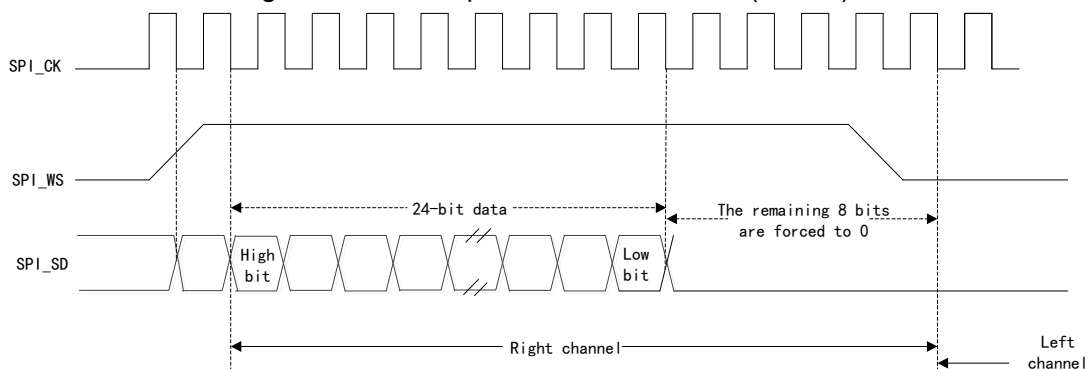 SPI_CK
SPI_WS
24-bit data
The remaining 8 bits
are forced to 0
SPI_SD
High
bit
Low
bit
Right channel
Left
channel